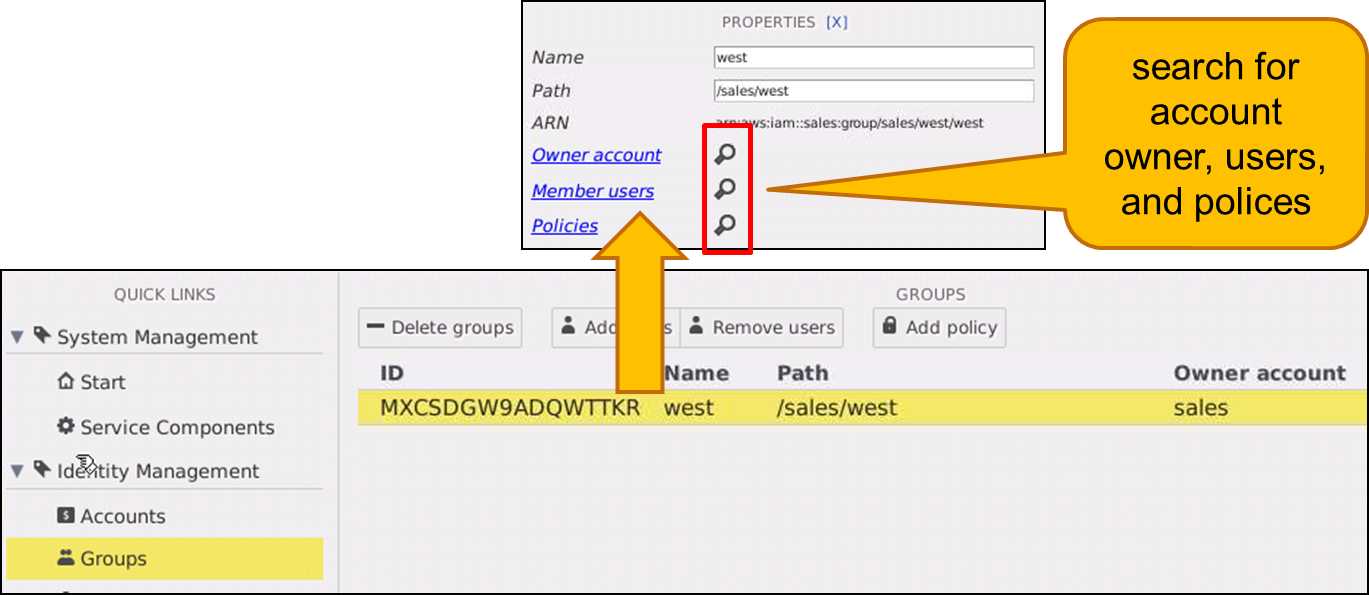 PROPERTIES [X]
Name west
Path /sales/west
ARN arn:aws:iam::sales:group/sales/west/west
Owner account
Member users
Policies
search for
account
owner, users,
and polices
QUICK LINKS
System Management
Start
Service Components
Identity Management
Accounts
Groups
GROUPS
Delete groups Remove users Add policy
ID Name Path Owner account
MXCSDGW9ADQWTTKR west /sales/west sales